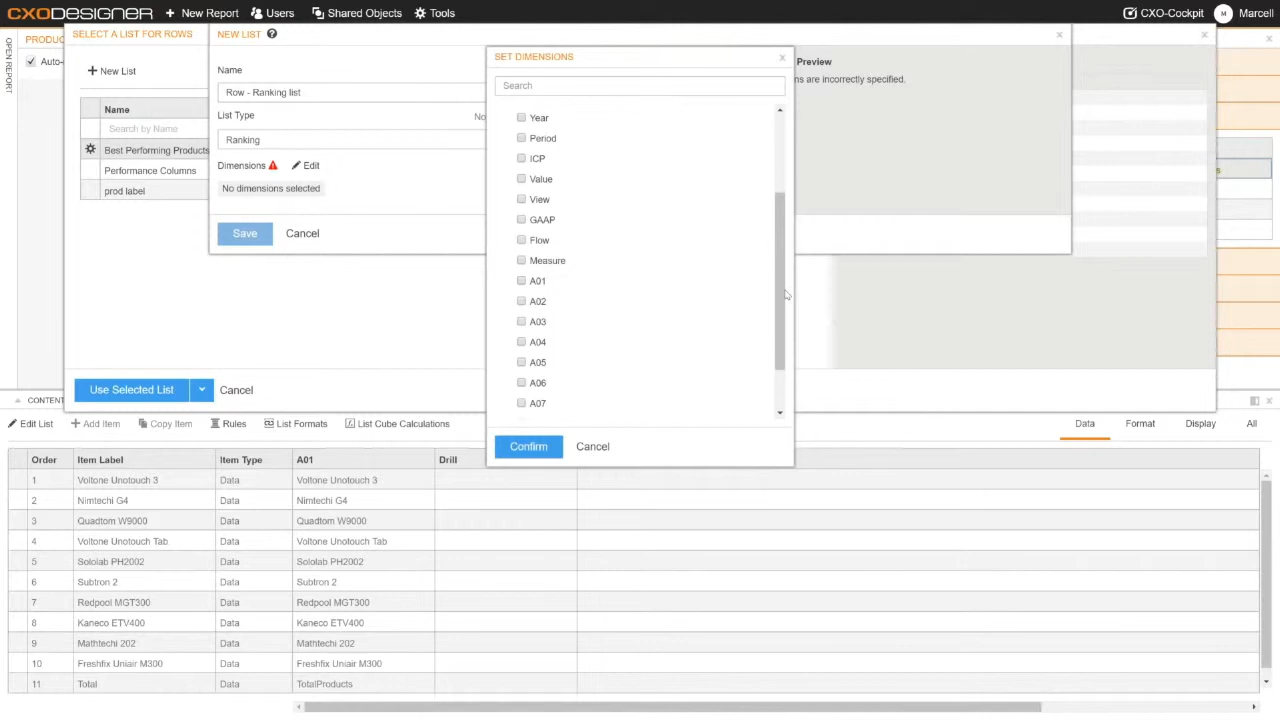 CXODESIGNER
New Report
Users
Shared Objects
Tools
CXO-Cockpit
M
Marcell
OPEN REPORT
PRODUC
Auto-
SELECT A LIST FOR ROWS
New List
Name
Search by Name
Best Performing Products
Performance Columns
prod label
Use Selected List
Cancel
NEW LIST
Name
Row - Ranking list
List Type
No
Ranking
Dimensions
Edit
No dimensions selected
Save
Cancel
Preview
ns are incorrectly specified.
SET DIMENSIONS
Search
Year
Period
ICP
Value
View
GAAP
Flow
Measure
A01
A02
A03
A04
A05
A06
A07
Confirm
Cancel
s
CONTENT
Edit List
Add Item
Copy Item
Rules
List Formats
List Cube Calculations
Data
Format
Display
All
Order Item Label Item Type A01 Drill
1 Voltone Unotouch 3 Data Voltone Unotouch 3
2 Nimtechi G4 Data Nimtechi G4
3 Quadtom W9000 Data Quadtom W9000
4 Voltone Unotouch Tab Data Voltone Unotouch Tab
5 Sololab PH2002 Data Sololab PH2002
6 Subtron 2 Data Subtron 2
7 Redpool MGT300 Data Redpool MGT300
8 Kaneco ETV400 Data Kaneco ETV400
9 Mathtechi 202 Data Mathtechi 202
10 Freshfix Uniair M300 Data Freshfix Uniair M300
11 Total Data TotalProducts